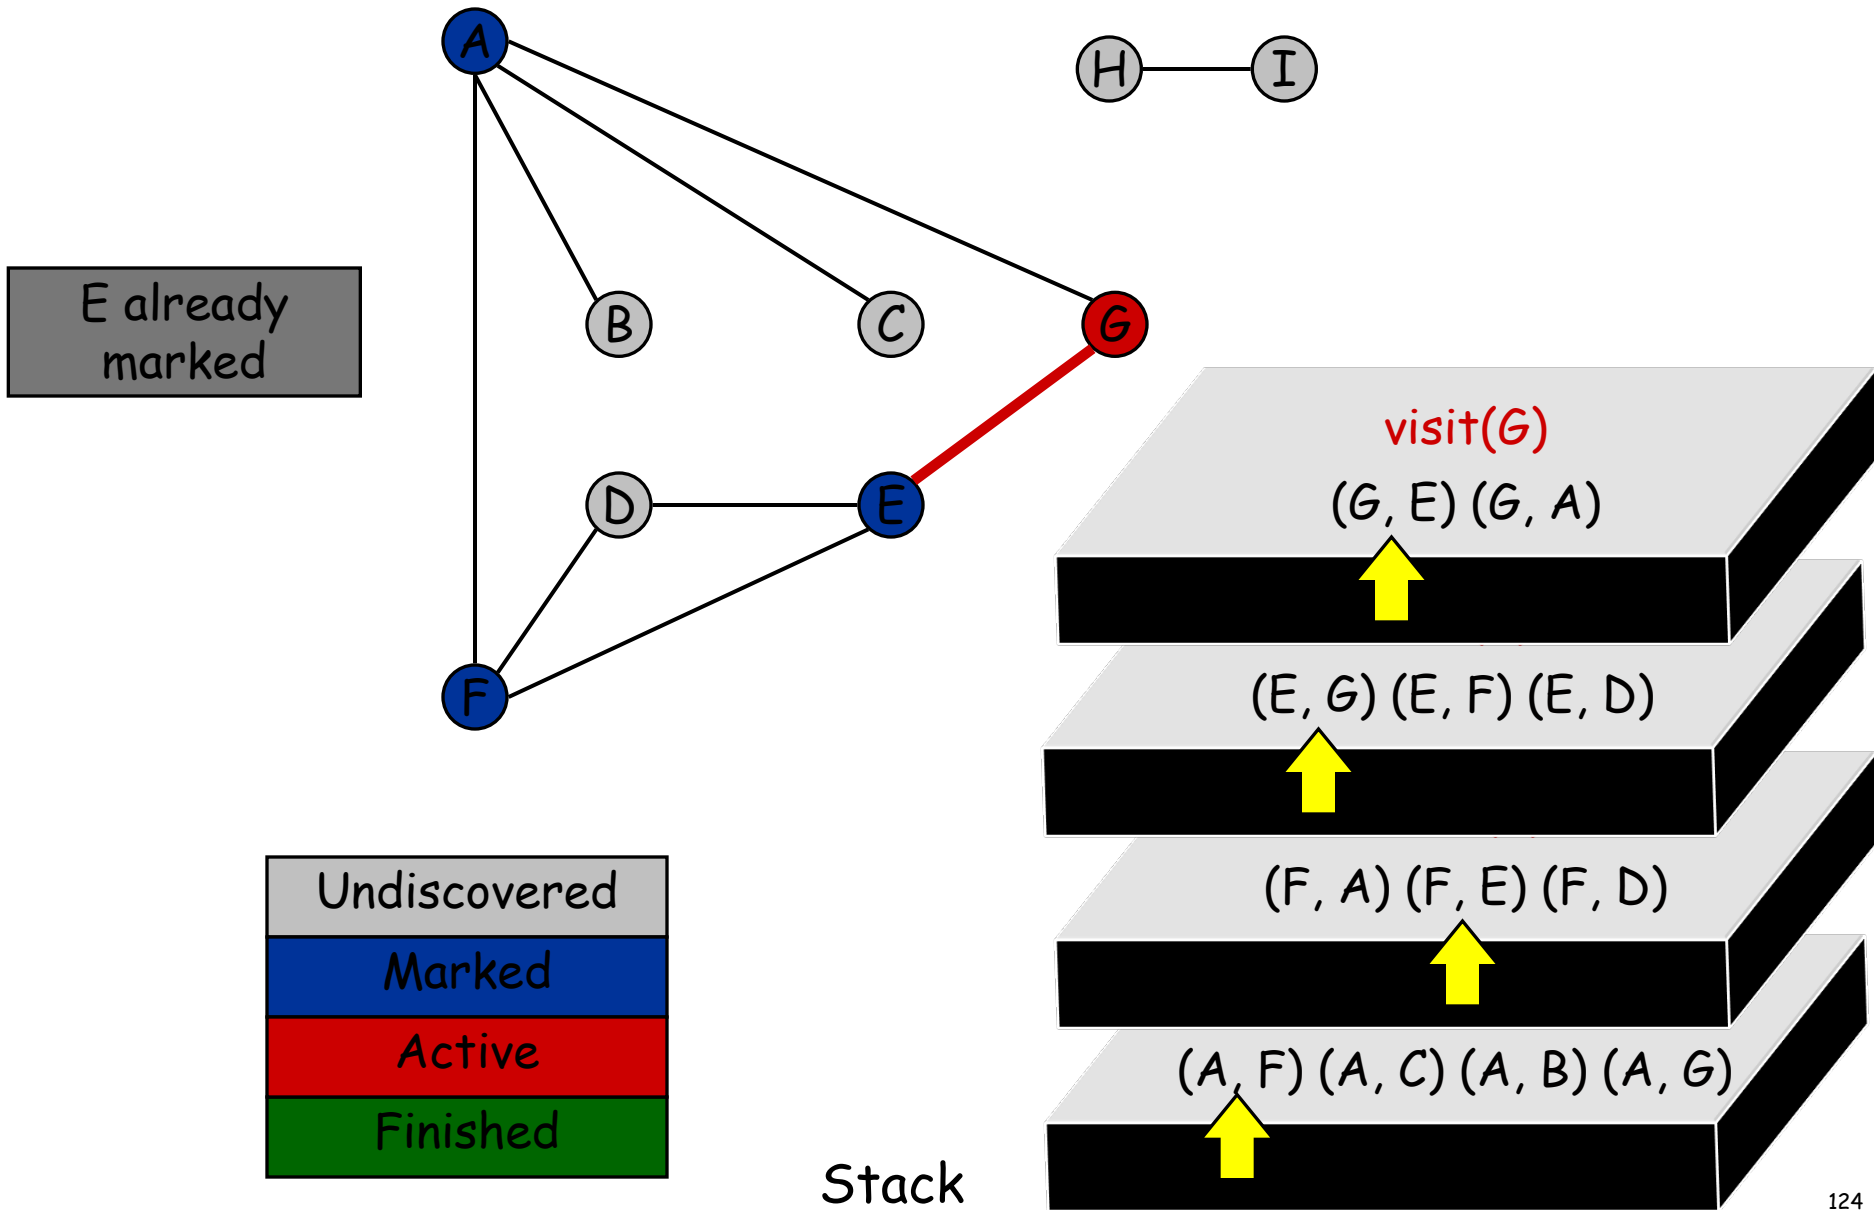 A
H
I
E already
marked
B
C
G
visit(G)
(G, E) (G, A)
D
E
(E, G) (E, F) (E, D)
F
Undiscovered
Marked
Active
Finished
(F, A) (F, E) (F, D)
(A, F) (A, C) (A, B) (A, G)
Stack
124